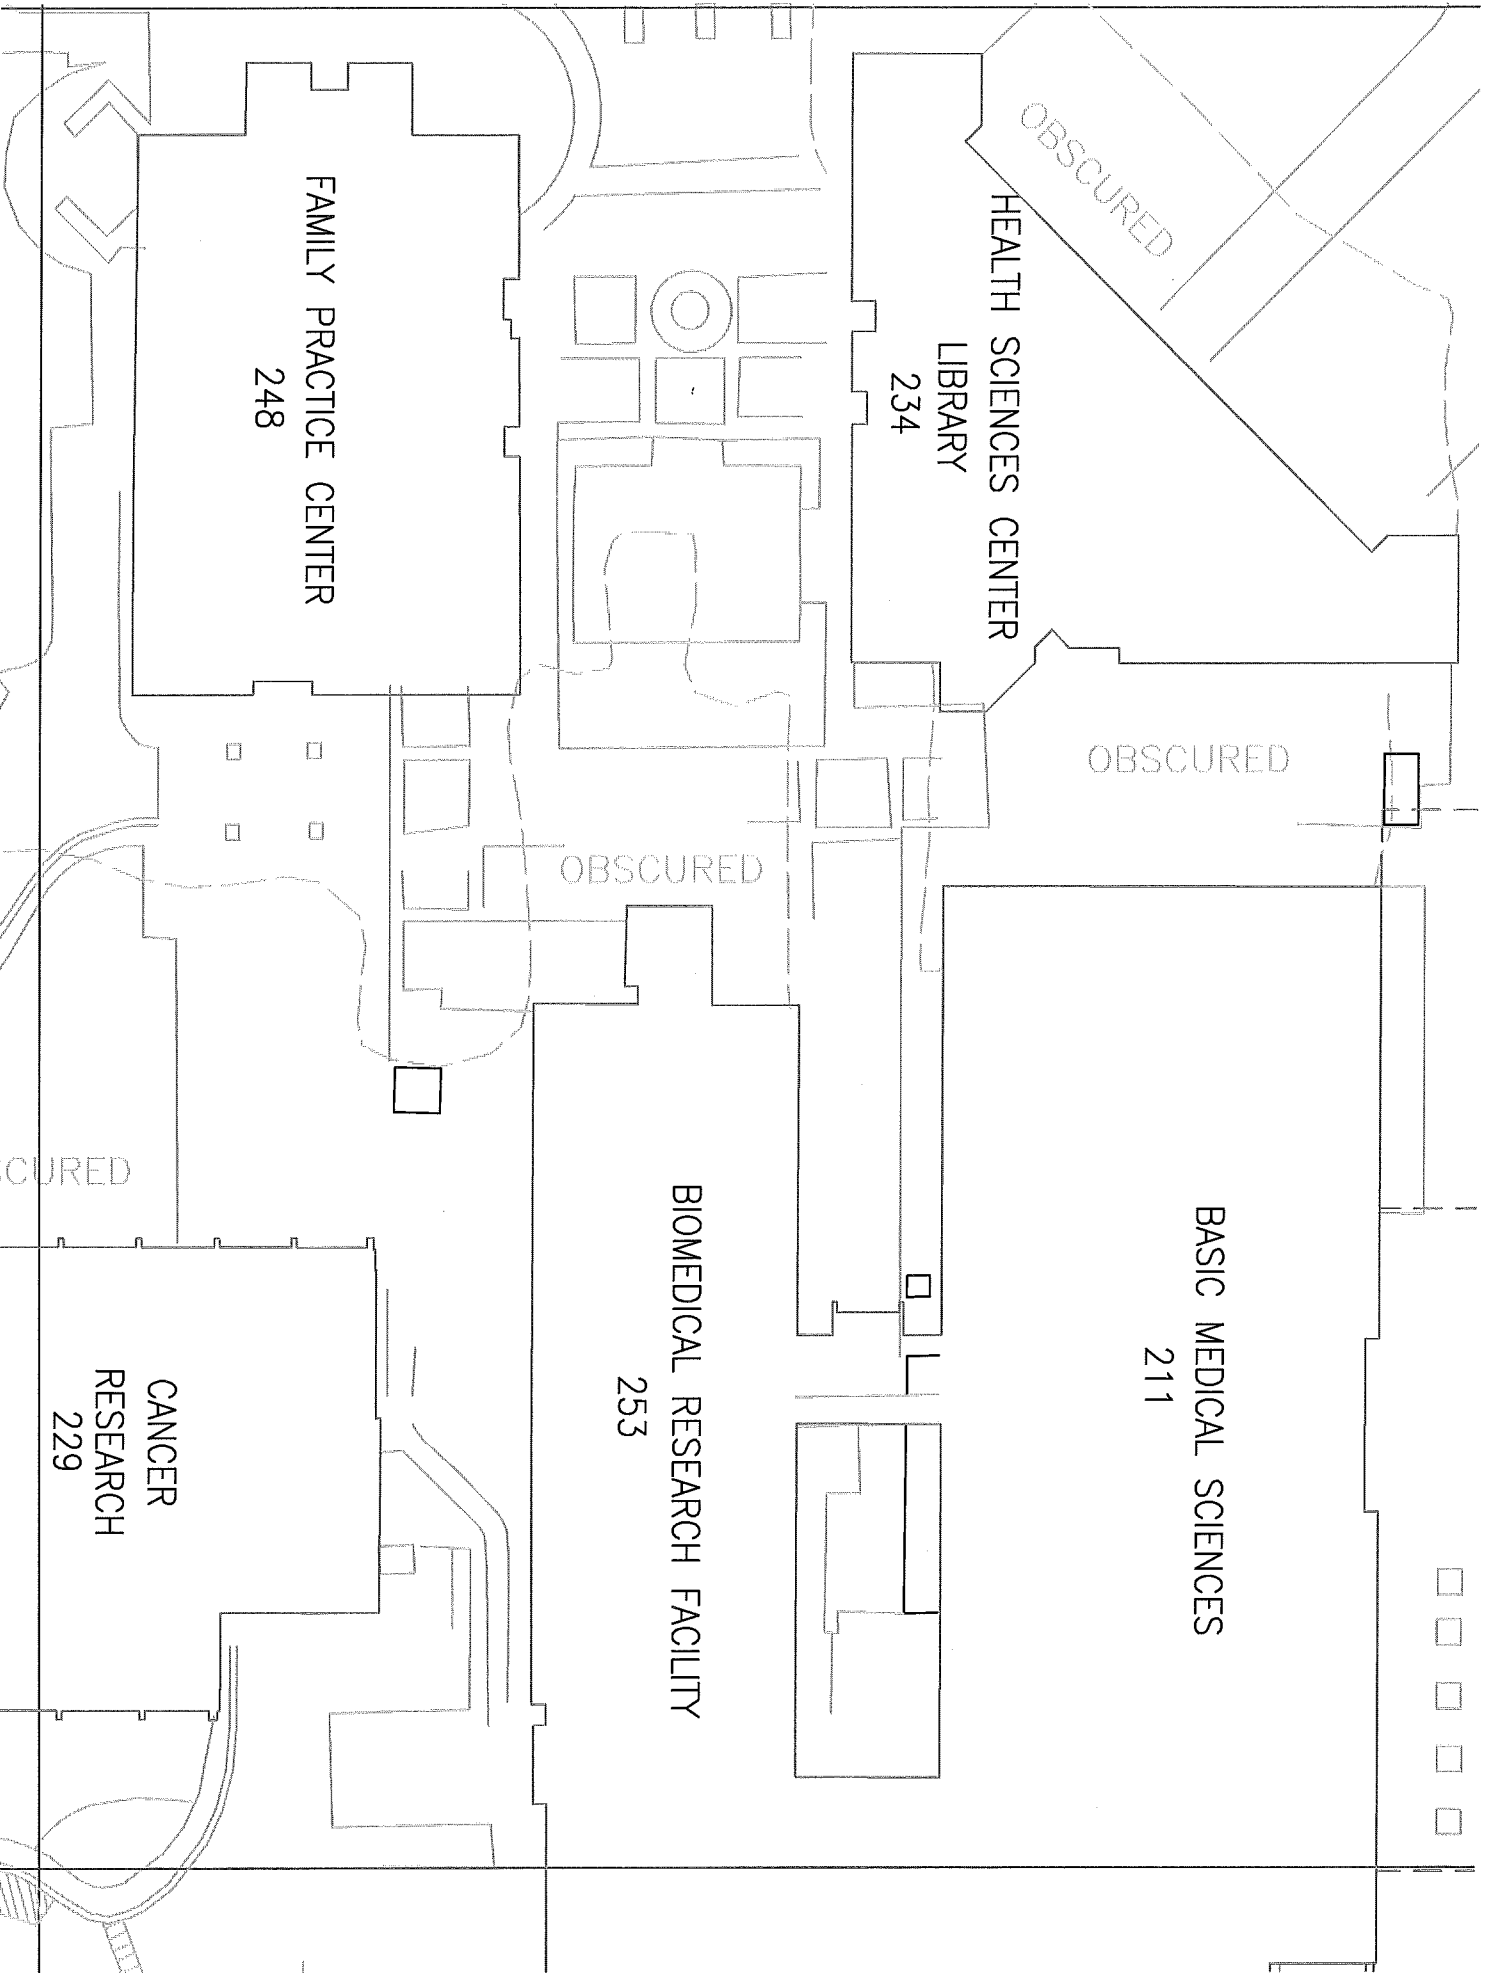 OBSCURED
HEALTH SCIENCES CENTER
LIBRARY
234
FAMILY PRACTICE CENTER
248
OBSCURED
OBSCURED
BASIC MEDICAL SCIENCES
211
BIOMEDICAL RESEARCH FACILITY
253
CURED
CANCER
RESEARCH
229